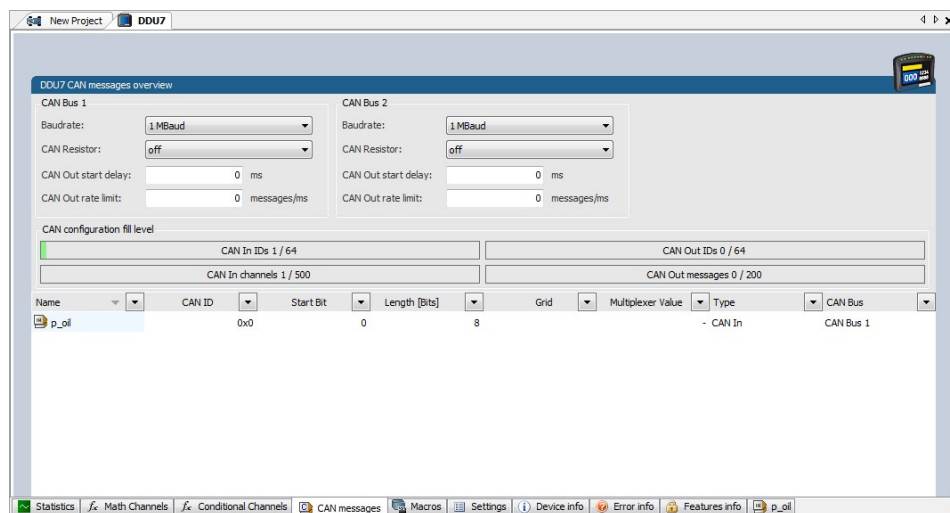 New Project DDU7
DDU7 CAN messages overview
CAN Bus 1 CAN Bus 2
Baudrate: 1 MBaud Baudrate: 1 MBaud
CAN Resistor: off CAN Resistor: off
CAN Out start delay: 0 ms CAN Out start delay: 0 ms
CAN Out rate limit: 0 messages/ms CAN Out rate limit: 0 messages/ms
CAN configuration fill level
CAN In IDs 1 / 64 CAN Out IDs 0 / 64
CAN In channels 1 / 500 CAN Out messages 0 / 200
Name CAN ID Start Bit Length [Bits] Grid Multiplexer Value Type CAN Bus
p_oil 0x0 0 8 - CAN In CAN Bus 1
Statistics fx Math Channels fx Conditional Channels CAN messages Macros Settings Device info Error info Features info p_oil